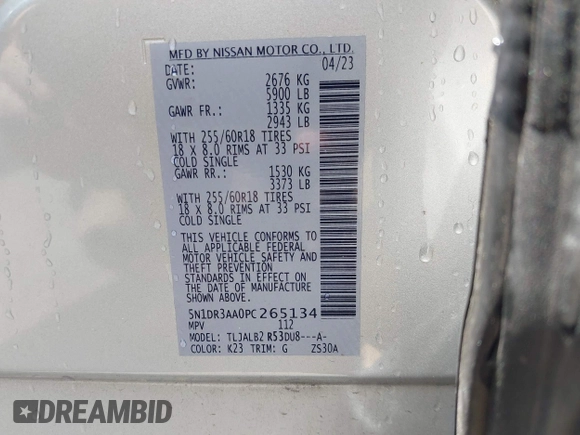 MFD BY NISSAN MOTOR CO., LTD.
DATE: 04/23
GVWR: 2676 KG
5900 LB
GAWR FR.: 1335 KG
2943 LB
WITH 255/60R18 TIRES
18 X 8.0 RIMS AT 33 PSI
COLD SINGLE
GAWR RR.: 1530 KG
3373 LB
WITH 255/60R18 TIRES
18 X 8.0 RIMS AT 33 PSI
COLD SINGLE
THIS VEHICLE CONFORMS TO
ALL APPLICABLE FEDERAL
MOTOR VEHICLE SAFETY AND
THEFT PREVENTION
STANDARDS IN EFFECT ON
THE DATE OF MANUFACTURE
SHOWN ABOVE.
5N1DR3AA0PC265134
MPV 112
MODEL: TLJALB2 R53DU8---A-
COLOR: K23 TRIM: G ZS30A
DREAMBID